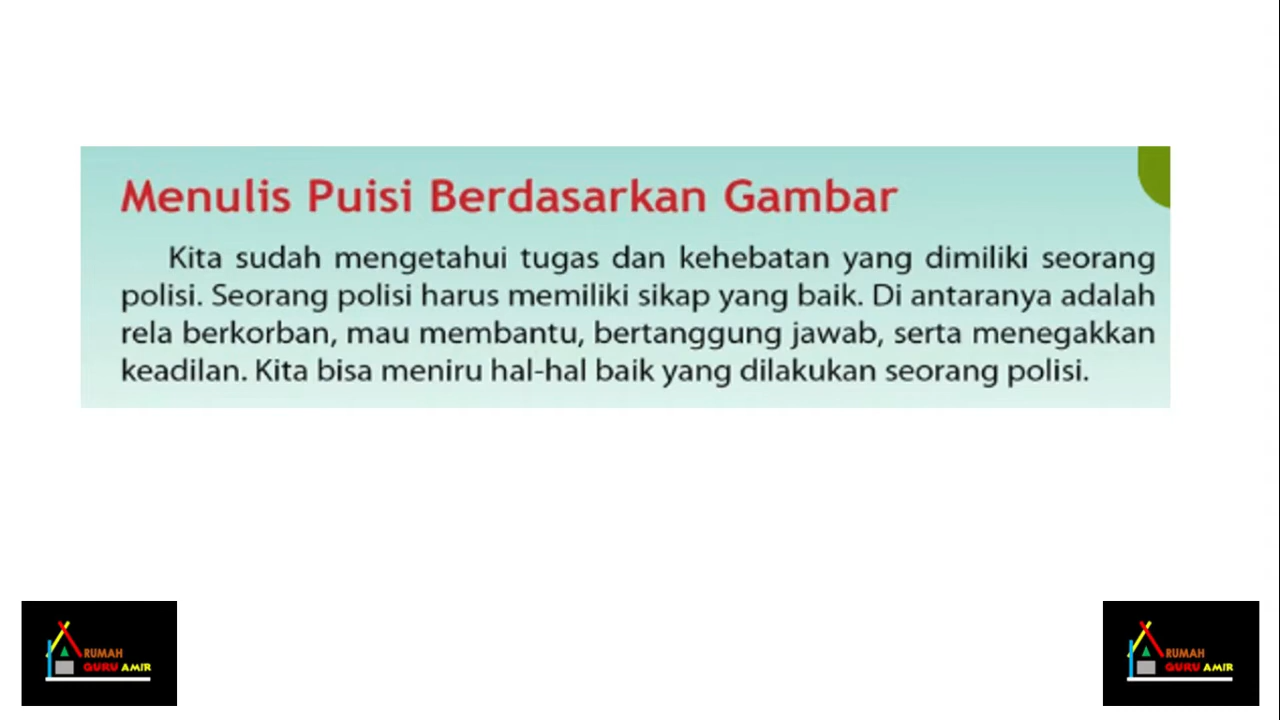 Menulis Puisi Berdasarkan Gambar
Kita sudah mengetahui tugas dan kehebatan yang dimiliki seorang
polisi. Seorang polisi harus memiliki sikap yang baik. Di antaranya adalah
rela berkorban, mau membantu, bertanggung jawab, serta menegakkan
keadilan. Kita bisa meniru hal-hal baik yang dilakukan seorang polisi.
RUMAH
GURU AMIR
RUMAH
GURU AMIR